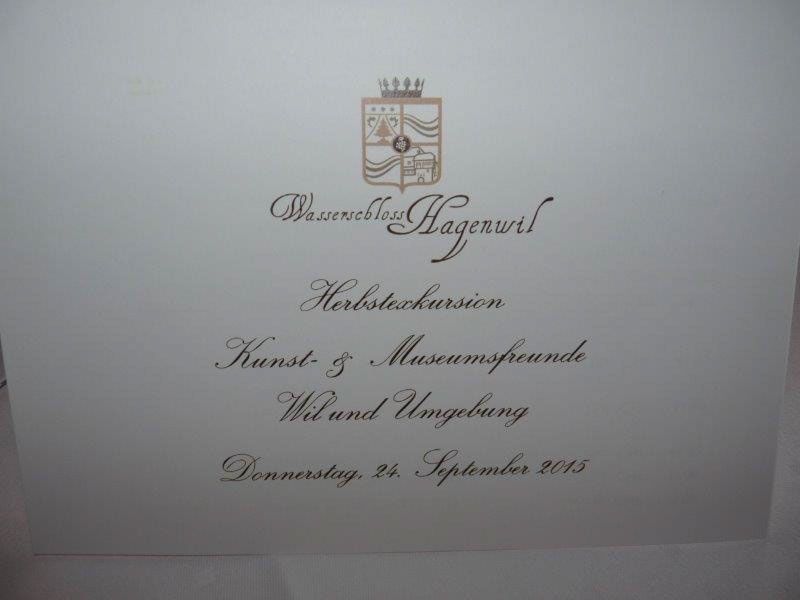 Wasserschloss Hagenwil
Herbstexkursion
Kunst- & Museumsfreunde
Wil und Umgebung
Donnerstag, 24. September 2015